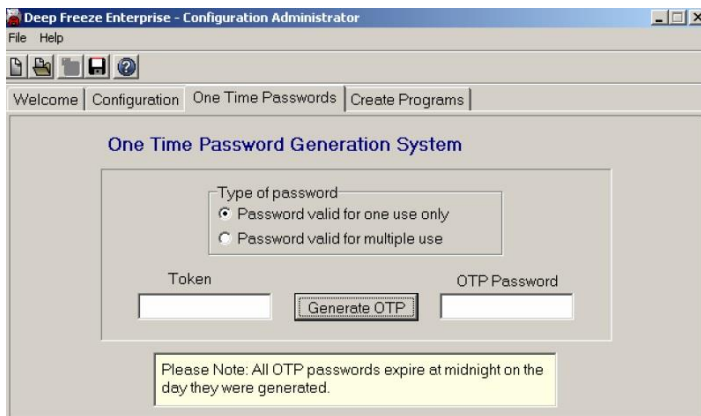 Deep Freeze Enterprise - Configuration Administrator
File Help
Welcome Configuration One Time Passwords Create Programs
One Time Password Generation System
Type of password
Password valid for one use only
Password valid for multiple use
Token OTP Password
Generate OTP
Please Note: All OTP passwords expire at midnight on the
day they were generated.